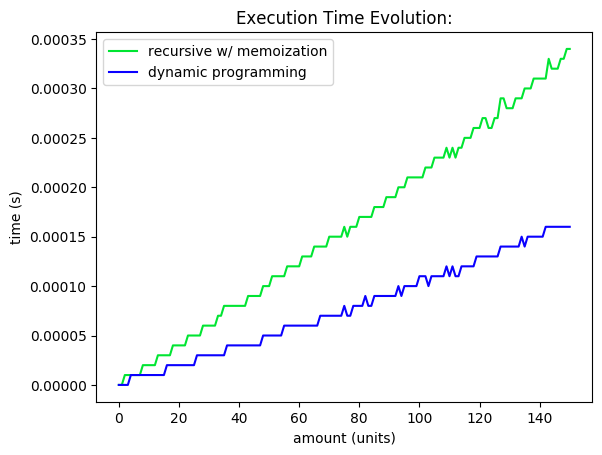 Execution Time Evolution:
recursive w/ memoization
dynamic programming
time (s)
0.00035
0.00030
0.00025
0.00020
0.00015
0.00010
0.00005
0.00000
0 20 40 60 80 100 120 140
amount (units)